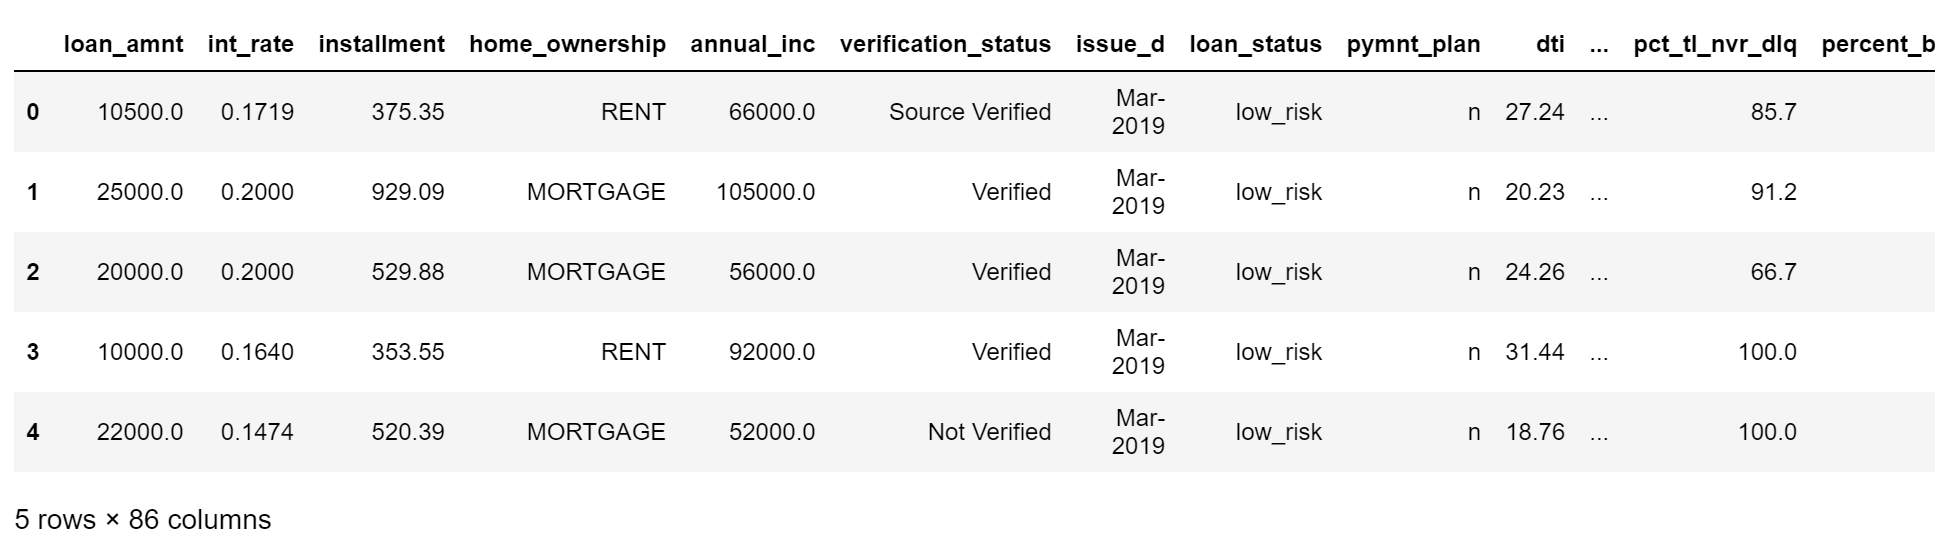 loan_amnt int_rate installment home_ownership annual_inc verification_status issue_d loan_status pymnt_plan dti ... pct_tl_nvr_dlq percent_b
0 10500.0 0.1719 375.35 RENT 66000.0 Source Verified Mar-2019 low_risk n 27.24 ... 85.7
1 25000.0 0.2000 929.09 MORTGAGE 105000.0 Verified Mar-2019 low_risk n 20.23 ... 91.2
2 20000.0 0.2000 529.88 MORTGAGE 56000.0 Verified Mar-2019 low_risk n 24.26 ... 66.7
3 10000.0 0.1640 353.55 RENT 92000.0 Verified Mar-2019 low_risk n 31.44 ... 100.0
4 22000.0 0.1474 520.39 MORTGAGE 52000.0 Not Verified Mar-2019 low_risk n 18.76 ... 100.0
5 rows × 86 columns